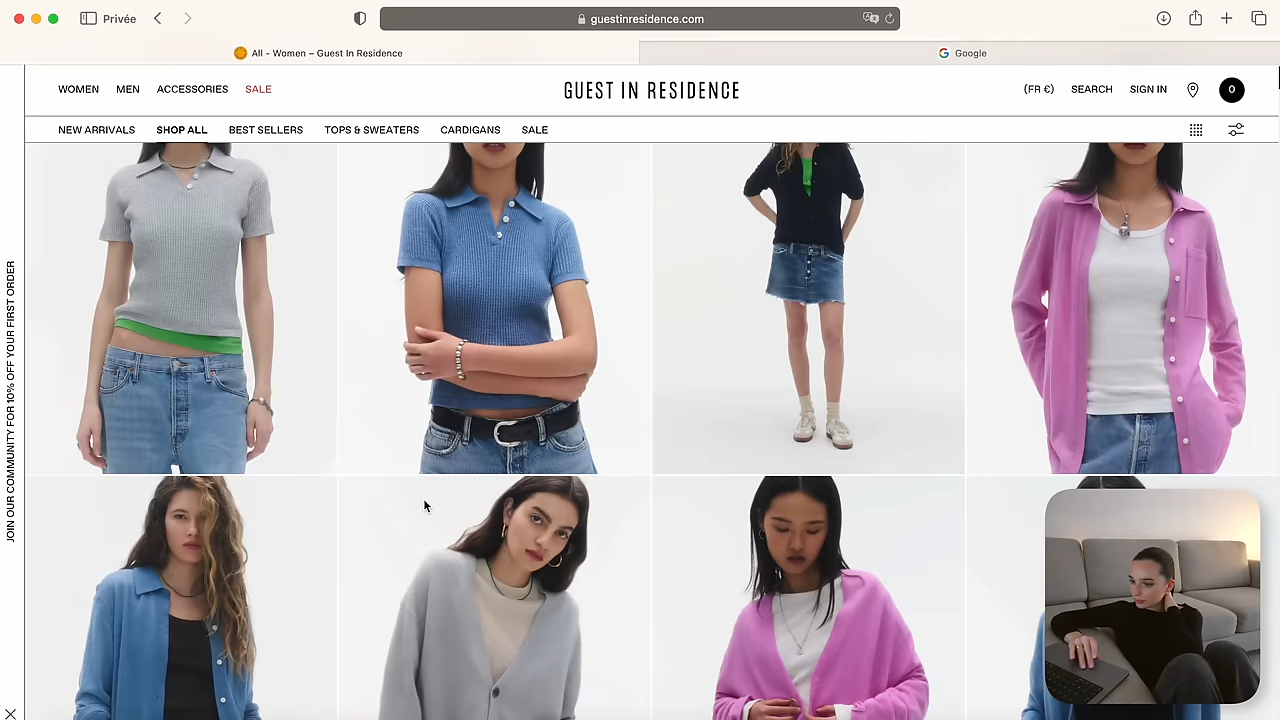 Privée
guestinresidence.com
All - Women – Guest In Residence
Google
WOMEN MEN ACCESSORIES SALE
GUEST IN RESIDENCE
(FR €) SEARCH SIGN IN 0
NEW ARRIVALS SHOP ALL BEST SELLERS TOPS & SWEATERS CARDIGANS SALE
JOIN OUR COMMUNITY FOR 10% OFF YOUR FIRST ORDER